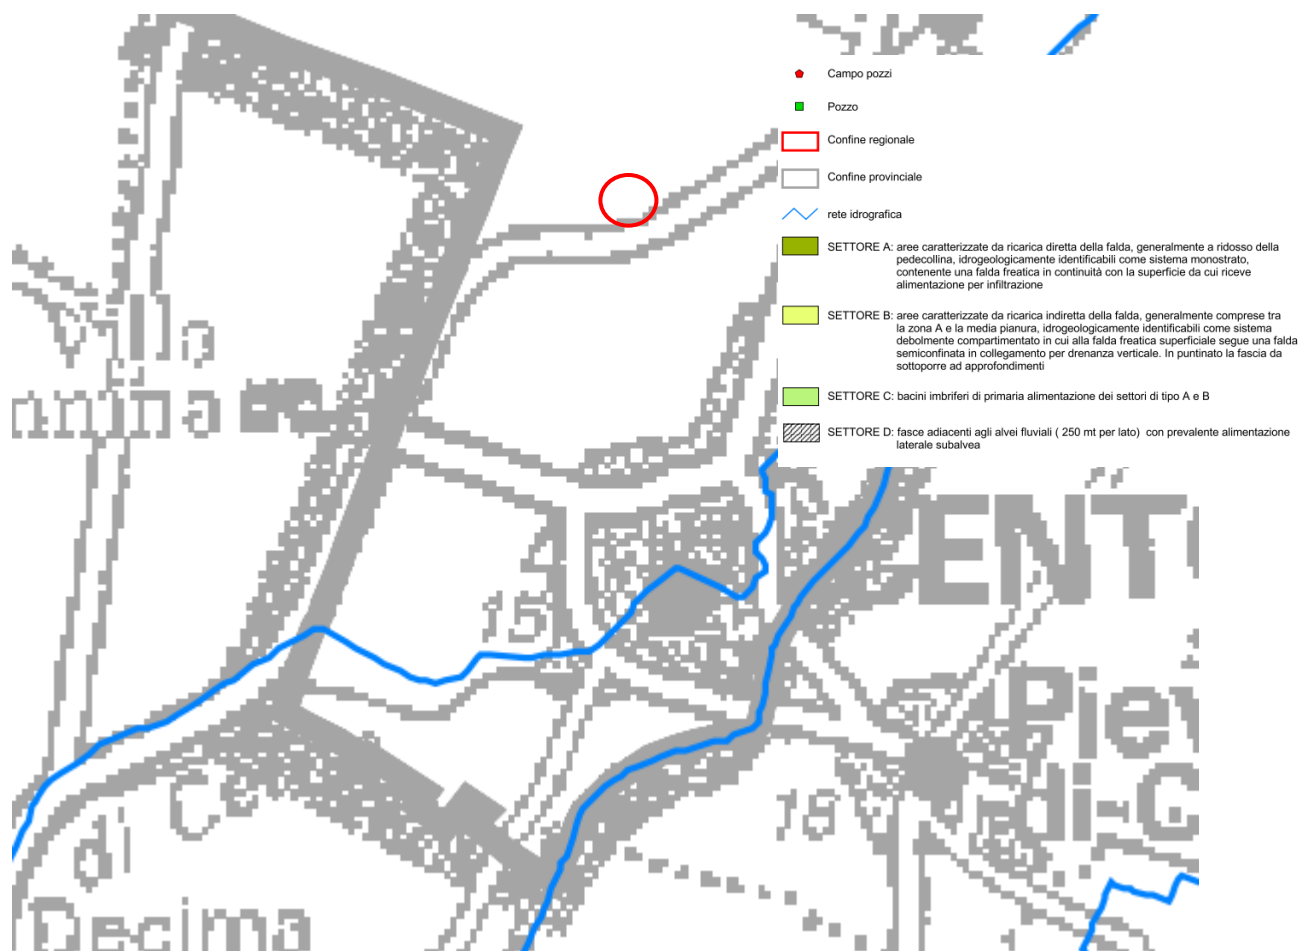 Campo pozzi
Pozzo
Confine regionale
Confine provinciale
rete idrografica
SETTORE A: aree caratterizzate da ricarica diretta della falda, generalmente a ridosso della
pedecollina, idrogeologicamente identificabili come sistema monostrato,
contenente una falda freatica in continuità con la superficie da cui riceve
alimentazione per infiltrazione
SETTORE B: aree caratterizzate da ricarica indiretta della falda, generalmente comprese tra
la zona A e la media pianura, idrogeologicamente identificabili come sistema
debolmente compartimentato in cui alla falda freatica superficiale segue una falda
semiconfinata in collegamento per drenanza verticale. In puntinato la fascia da
sottoporre ad approfondimenti
SETTORE C: bacini imbriferi di primaria alimentazione dei settori di tipo A e B
SETTORE D: fasce adiacenti agli alvei fluviali ( 250 mt per lato) con prevalente alimentazione
laterale subalvea
Villa
ENT
15
Pie
di-C
16
di Ce
Decima